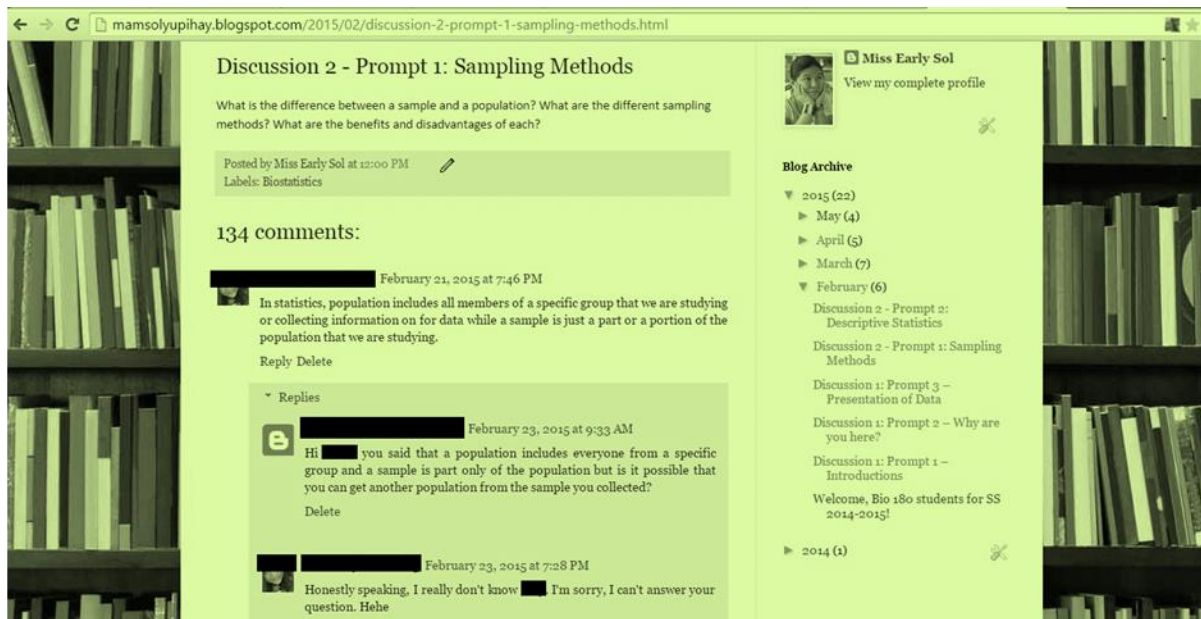 mamsolyupihay.blogspot.com/2015/02/discussion-2-prompt-1-sampling-methods.html
Discussion 2 - Prompt 1: Sampling Methods
What is the difference between a sample and a population? What are the different sampling
methods? What are the benefits and disadvantages of each?
Posted by Miss Early Sol at 12:00 PM
Labels: Biostatistics
134 comments:
February 21, 2015 at 7:46 PM
In statistics, population includes all members of a specific group that we are studying
or collecting information on for data while a sample is just a part or a portion of the
population that we are studying.
Reply Delete
Replies
February 23, 2015 at 9:33 AM
Hi you said that a population includes everyone from a specific
group and a sample is part only of the population but is it possible that
you can get another population from the sample you collected?
Delete
February 23, 2015 at 7:28 PM
Honestly speaking, I really don't know . I'm sorry, I can't answer your
question. Hehe
Miss Early Sol
View my complete profile
Blog Archive
▼ 2015 (22)
► May (4)
► April (5)
► March (7)
▼ February (6)
Discussion 2 - Prompt 2:
Descriptive Statistics
Discussion 2 - Prompt 1: Sampling
Methods
Discussion 1: Prompt 3 –
Presentation of Data
Discussion 1: Prompt 2 – Why are
you here?
Discussion 1: Prompt 1 –
Introductions
Welcome, Bio 180 students for SS
2014-2015!
► 2014 (1)